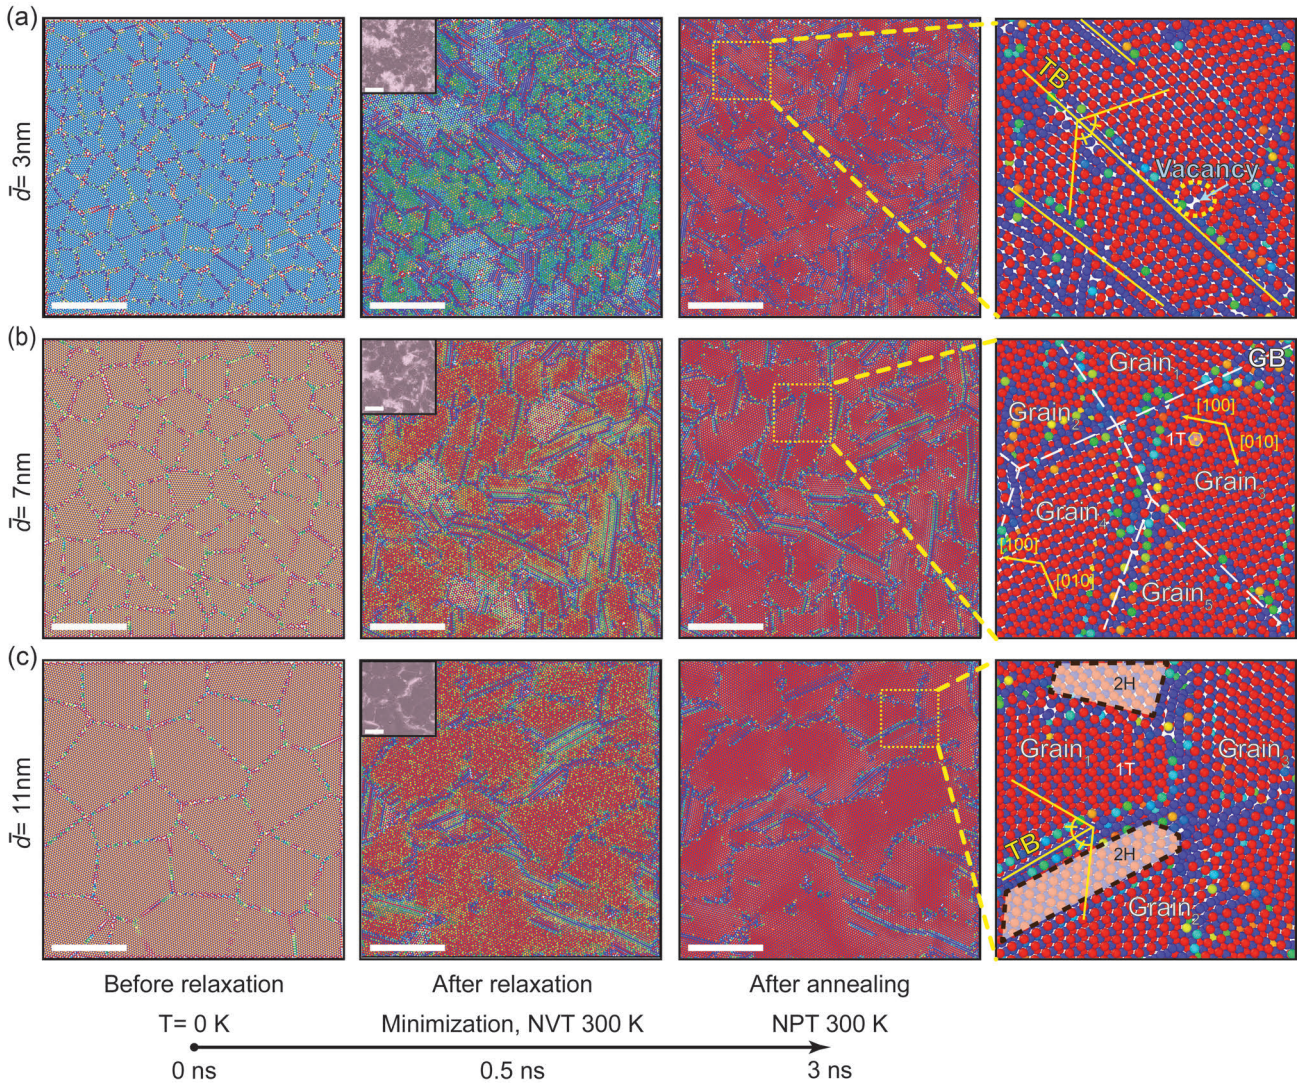 (a)
d̄ = 3nm
TB
Vacancy
(b)
d̄ = 7nm
Grain₁
GB
Grain₂
[100]
1T
[010]
Grain₃
Grain₄
[100]
[010]
Grain₅
(c)
d̄ = 11nm
2H
Grain₁
Grain₃
1T
TB
2H
Grain₂
Before relaxation
After relaxation
After annealing
T= 0 K
Minimization, NVT 300 K
NPT 300 K
0 ns
0.5 ns
3 ns